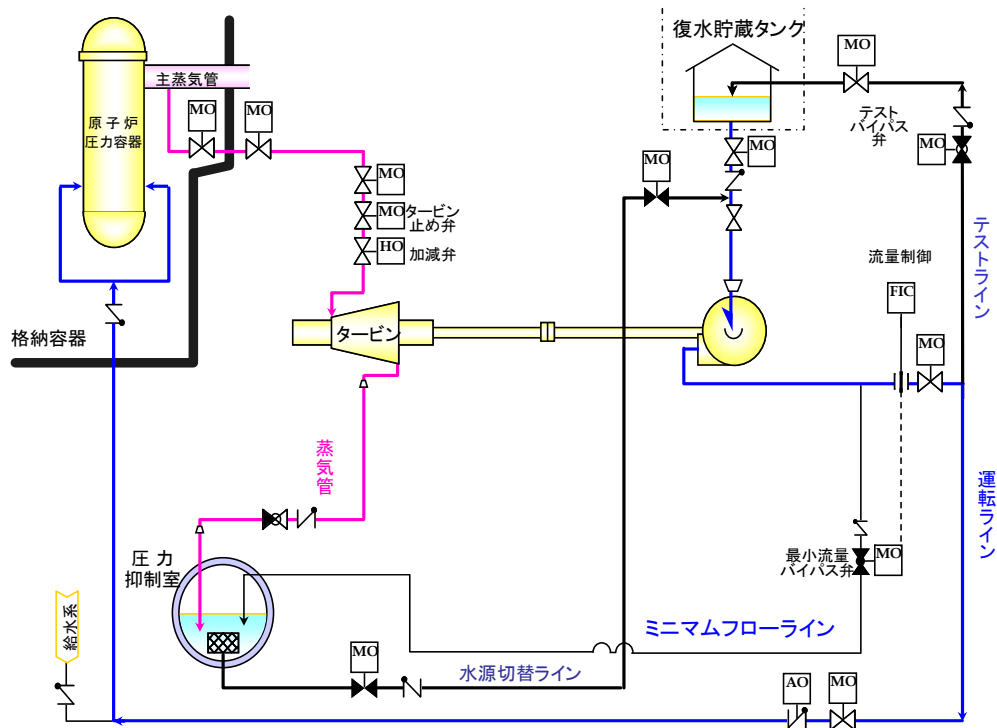 復水貯蔵タンク
MO
主蒸気管
原子炉
圧力容器
MO
MO
テスト
バイパス
弁
MO
MO
MO
MO
MO
タービン
止め弁
HO
加減弁
テストライン
流量制御
FIC
格納容器
タービン
MO
蒸気管
運転ライン
圧力
抑制室
最小流量
バイパス弁
MO
給水系
ミニマムフローライン
MO
水源切替ライン
AO
MO